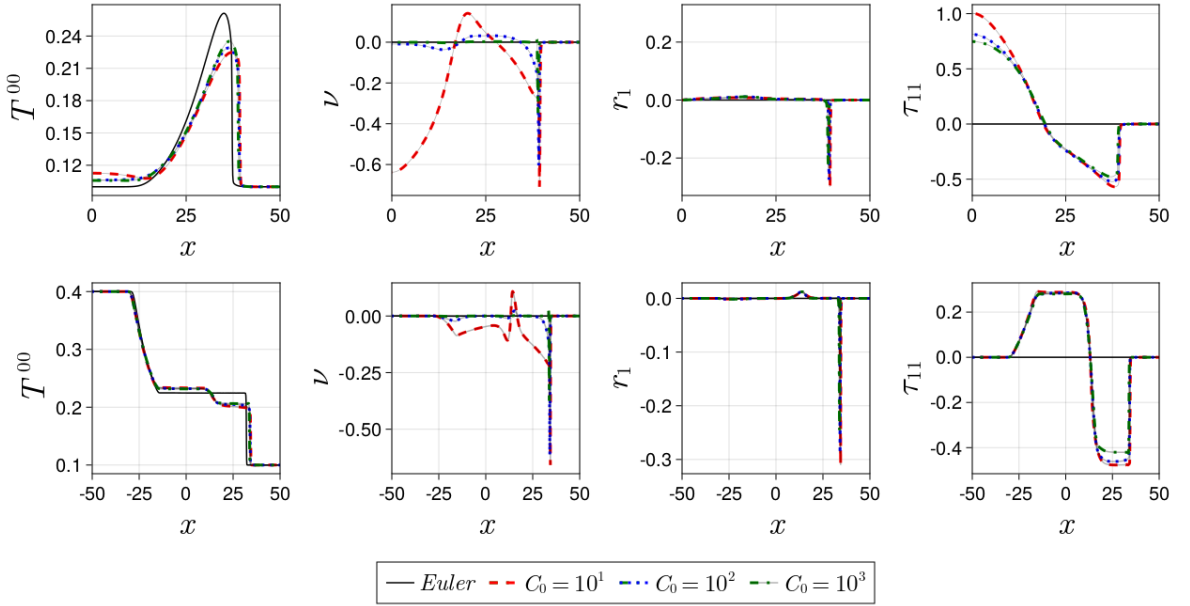 0.24
0.21
0.18
0.15
0.12
T^{00}
0 25 50
x
0.0
-0.2
-0.4
-0.6
ν
0 25 50
x
0.2
0.0
-0.2
r_1
0 25 50
x
1.0
0.5
0.0
-0.5
τ_{11}
0 25 50
x
0.4
0.3
0.2
0.1
T^{00}
-50 -25 0 25 50
x
0.00
-0.25
-0.50
ν
-50 -25 0 25 50
x
0.0
-0.1
-0.2
-0.3
r_1
-50 -25 0 25 50
x
0.2
0.0
-0.2
-0.4
τ_{11}
-50 -25 0 25 50
x
Euler C_0 = 10^1 C_0 = 10^2 C_0 = 10^3